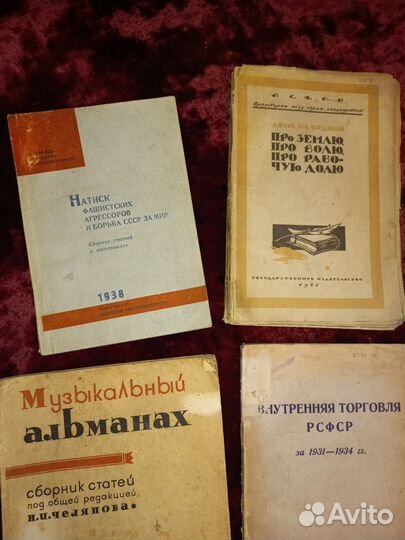 Натиск
фашистских
агрессоров
и борьба СССР за мир
Сборник статей
и материалов
1938
Р.С.Ф.С.Р.
Пролетарии всех стран, соединяйтесь!
ДЕМЬЯН БЕДНЫЙ
ПРО ЗЕМЛЮ,
ПРО ВОЛЮ,
ПРО РАБО-
ЧУЮ ДОЛЮ
ГОСУДАРСТВЕННОЕ ИЗДАТЕЛЬСТВО
Музыкальный
альманах
сборник статей
под общей редакцией
Н.И.Челяпова
ВНУТРЕННЯЯ ТОРГОВЛЯ
РСФСР
за 1931—1934 гг.
Avito